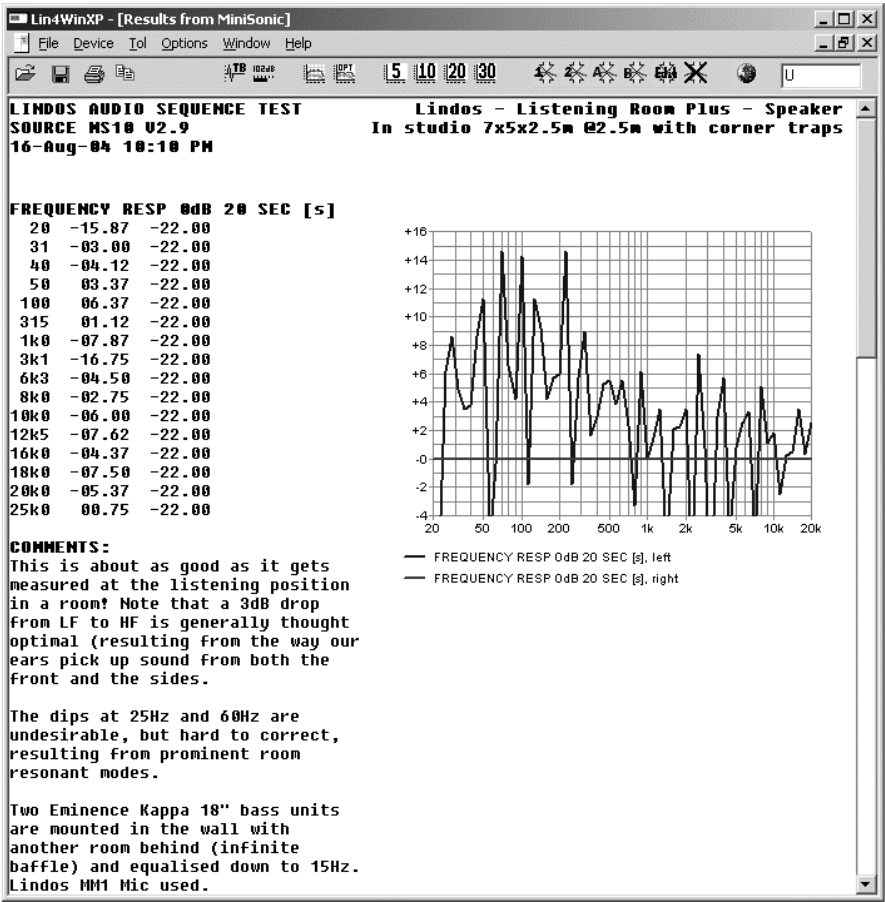 Lin4WinXP - [Results from MiniSonic]
File Device Tol Options Window Help
TB 102dB OPT 5 10 20 30 1 2 A B U
LINDOS AUDIO SEQUENCE TEST
SOURCE MS10 V2.9
16-Aug-04 10:10 PM
Lindos - Listening Room Plus - Speaker
In studio 7x5x2.5m @2.5m with corner traps
FREQUENCY RESP 0dB 20 SEC [s]
20 -15.87 -22.00
31 -03.00 -22.00
40 -04.12 -22.00
50 03.37 -22.00
100 06.37 -22.00
315 01.12 -22.00
1k0 -07.87 -22.00
3k1 -16.75 -22.00
6k3 -04.50 -22.00
8k0 -02.75 -22.00
10k0 -06.00 -22.00
12k5 -07.62 -22.00
16k0 -04.37 -22.00
18k0 -07.50 -22.00
20k0 -05.37 -22.00
25k0 00.75 -22.00
COMMENTS:
This is about as good as it gets
measured at the listening position
in a room! Note that a 3dB drop
from LF to HF is generally thought
optimal (resulting from the way our
ears pick up sound from both the
front and the sides.
The dips at 25Hz and 60Hz are
undesirable, but hard to correct,
resulting from prominent room
resonant modes.
Two Eminence Kappa 18" bass units
are mounted in the wall with
another room behind (infinite
baffle) and equalised down to 15Hz.
Lindos MM1 Mic used.
+16
+14
+12
+10
+8
+6
+4
+2
-0
-2
-4
20 50 100 200 500 1k 2k 5k 10k 20k
FREQUENCY RESP 0dB 20 SEC [s], left
FREQUENCY RESP 0dB 20 SEC [s], right